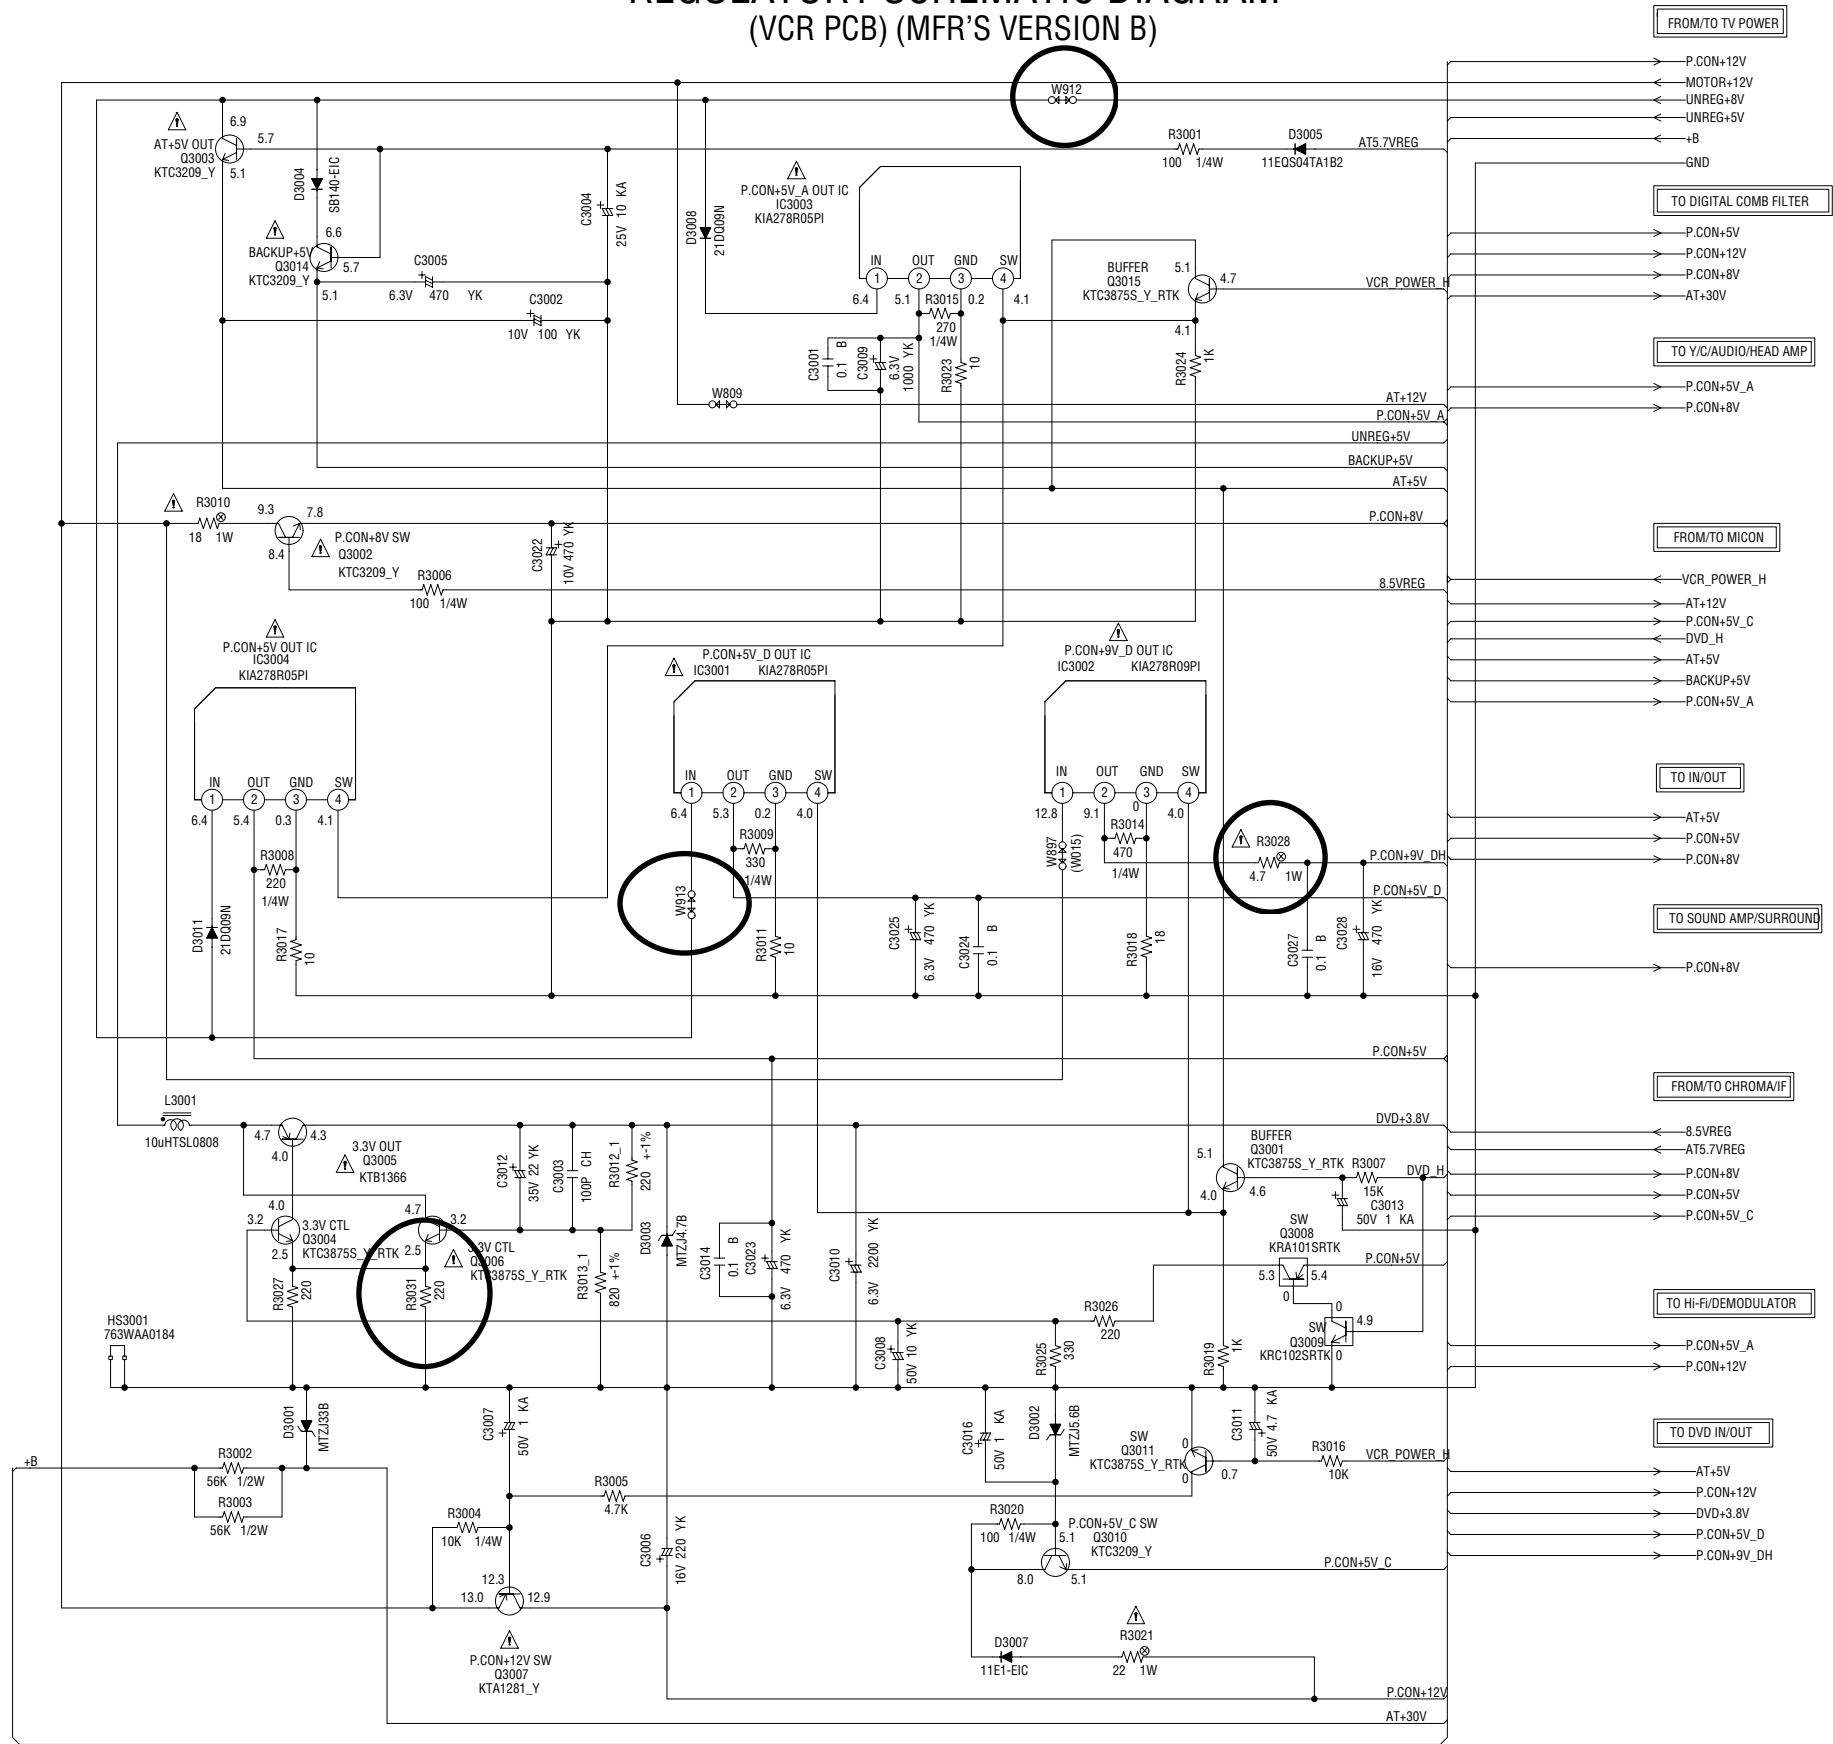 (VCR PCB) (MFR'S VERSION B)
FROM/TO TV POWER
P.CON+12V
MOTOR+12V
UNREG+8V
UNREG+5V
+B
GND
TO DIGITAL COMB FILTER
P.CON+5V
P.CON+12V
P.CON+8V
AT+30V
TO Y/C/AUDIO/HEAD AMP
P.CON+5V_A
P.CON+8V
FROM/TO MICON
VCR_POWER_H
AT+12V
P.CON+5V_C
DVD_H
AT+5V
BACKUP+5V
P.CON+5V_A
TO IN/OUT
AT+5V
P.CON+5V
P.CON+8V
TO SOUND AMP/SURROUND
P.CON+8V
FROM/TO CHROMA/IF
8.5VREG
AT5.7VREG
P.CON+8V
P.CON+5V
P.CON+5V_C
TO Hi-Fi/DEMODULATOR
P.CON+5V_A
P.CON+12V
TO DVD IN/OUT
AT+5V
P.CON+12V
DVD+3.8V
P.CON+5V_D
P.CON+9V_DH
W912
6.9
AT+5V OUT
Q3003
KTC3209_Y
5.7
5.1
D3004
SB140-EIC
6.6
BACKUP+5V
Q3014
KTC3209_Y
5.7
5.1
C3005
6.3V 470 YK
C3002
10V 100 YK
C3004
25V 10 KA
D3008
21DQ09N
P.CON+5V_A OUT IC
IC3003
KIA278R05PI
IN OUT GND SW
1 2 3 4
6.4 5.1 0.2 4.1
R3015
270
1/4W
C3001
0.1 B
C3009
6.3V
1000 YK
R3023
10
R3001
100 1/4W
D3005
11EQS04TA1B2
AT5.7VREG
BUFFER
Q3015
KTC3875S_Y_RTK
5.1
4.7
4.1
VCR_POWER_H
R3024
1K
W809
AT+12V
P.CON+5V_A
UNREG+5V
BACKUP+5V
AT+5V
R3010
18 1W
9.3
7.8
8.4
P.CON+8V SW
Q3002
KTC3209_Y
C3022
10V 470 YK
P.CON+8V
R3006
100 1/4W
8.5VREG
P.CON+5V OUT IC
IC3004
KIA278R05PI
IN OUT GND SW
1 2 3 4
6.4 5.4 0.3 4.1
R3008
220
1/4W
D3011
21DQ09N
R3017
10
P.CON+5V_D OUT IC
IC3001 KIA278R05PI
IN OUT GND SW
1 2 3 4
6.4 5.3 0.2 4.0
R3009
330
1/4W
W913
R3011
10
C3025
6.3V 470 YK
C3024
0.1 B
P.CON+9V_D OUT IC
IC3002 KIA278R09PI
IN OUT GND SW
1 2 3 4
12.8 9.1 0 4.0
W897
(W015)
R3014
470
1/4W
R3018
18
R3028
4.7 1W
P.CON+9V_DH
P.CON+5V_D
C3027
0.1 B
C3028
16V 470 YK
P.CON+5V
L3001
10uHTSL0808
4.7 4.3
4.0
3.3V OUT
Q3005
KTB1366
DVD+3.8V
4.0
3.2
3.3V CTL
Q3004
KTC3875S_Y_RTK
2.5
R3027
220
4.7
3.2
2.5
3.3V CTL
Q3006
KTC3875S_Y_RTK
R3031
220
C3012
35V 22 YK
C3003
100P CH
R3012_1
220 +-1%
R3013_1
820 +-1%
D3003
MTZJ4.7B
C3014
0.1 B
C3023
6.3V 470 YK
C3010
6.3V 2200 YK
BUFFER
Q3001
KTC3875S_Y_RTK
5.1
4.0
4.6
R3007
15K
DVD_H
C3013
50V 1 KA
SW
Q3008
KRA101SRTK
5.3 5.4
0
P.CON+5V
0
SW
Q3009
KRC102SRTK
4.9
0
HS3001
763WAA0184
C3008
50V 10 YK
R3026
220
R3025
330
R3019
1K
+B
D3001
MTZJ33B
R3002
56K 1/2W
R3003
56K 1/2W
C3007
50V 1 KA
R3005
4.7K
R3004
10K 1/4W
12.3
13.0 12.9
P.CON+12V SW
Q3007
KTA1281_Y
C3006
16V 220 YK
C3016
50V 1 KA
D3002
MTZJ5.6B
SW
Q3011
KTC3875S_Y_RTK
0
0
0.7
C3011
50V 4.7 KA
R3016
10K
VCR_POWER_H
R3020
100 1/4W
P.CON+5V_C SW
Q3010
KTC3209_Y
5.1
8.0 5.1
P.CON+5V_C
D3007
11E1-EIC
R3021
22 1W
P.CON+12V
AT+30V